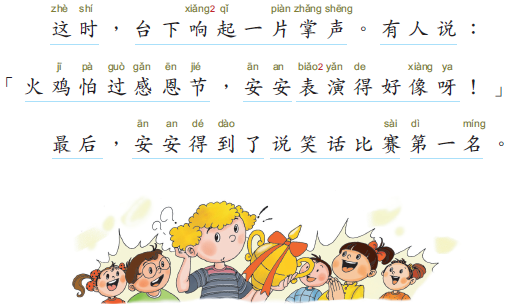 zhè shí xiǎng2 qǐ piàn zhǎng shēng
这时，台下响起一片掌声。有人说：
jī pà guò gǎn ēn jié ān an biǎo2 yǎn de xiàng ya
「火鸡怕过感恩节，安安表演得好像呀！」
ān an dé dào sài dì míng
最后，安安得到了说笑话比赛第一名。